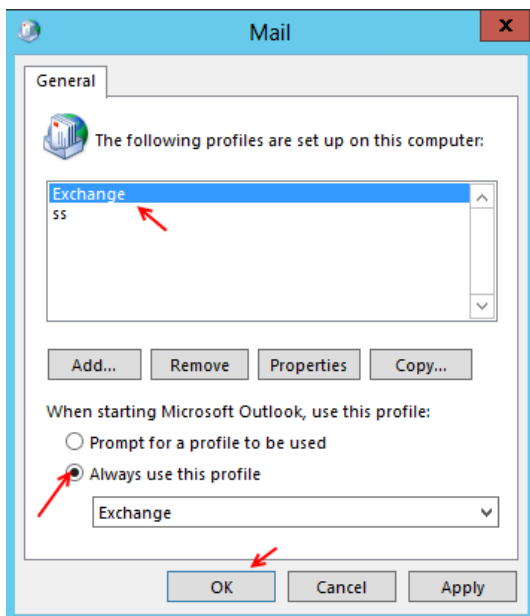 Mail
x
General
The following profiles are set up on this computer:
Exchange
ss
Add...
Remove
Properties
Copy...
When starting Microsoft Outlook, use this profile:
Prompt for a profile to be used
Always use this profile
Exchange
OK
Cancel
Apply